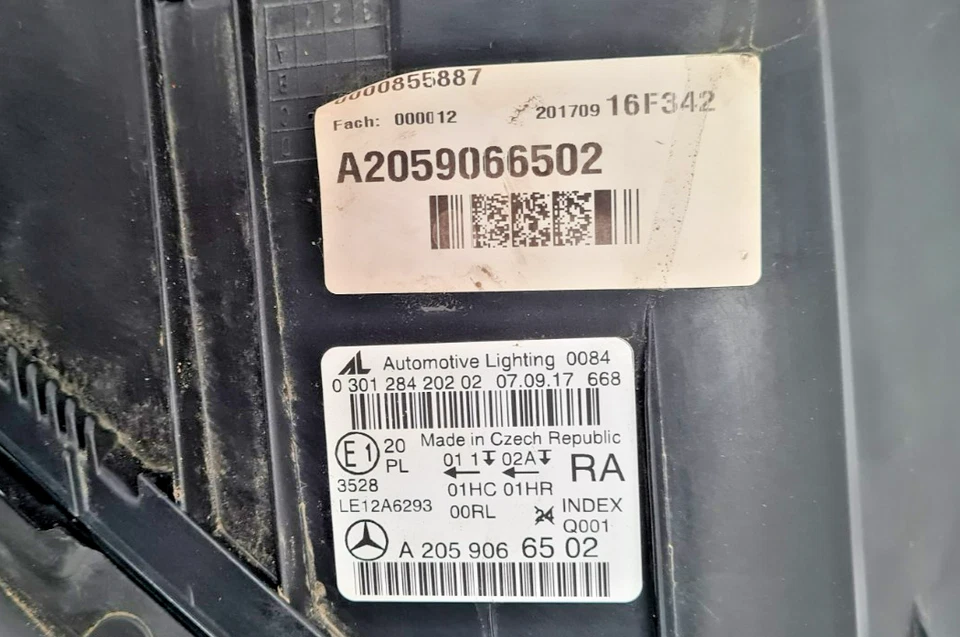 0000855887
Fach: 000012 201709 16F342
A2059066502
AL Automotive Lighting 0084
0 301 284 202 02 07.09.17 668
Made in Czech Republic
E1 20 PL 01 1 02A RA
3528 01HC 01HR
LE12A6293 00RL 24 INDEX
Q001
A 205 906 65 02